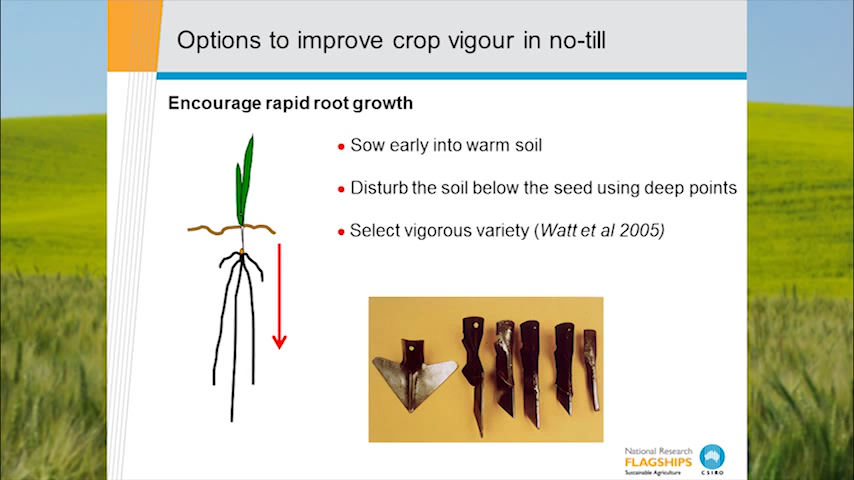 Options to improve crop vigour in no-till
Encourage rapid root growth
• Sow early into warm soil
• Disturb the soil below the seed using deep points
• Select vigorous variety (Watt et al 2005)
National Research
FLAGSHIPS
Sustainable Agriculture
CSIRO